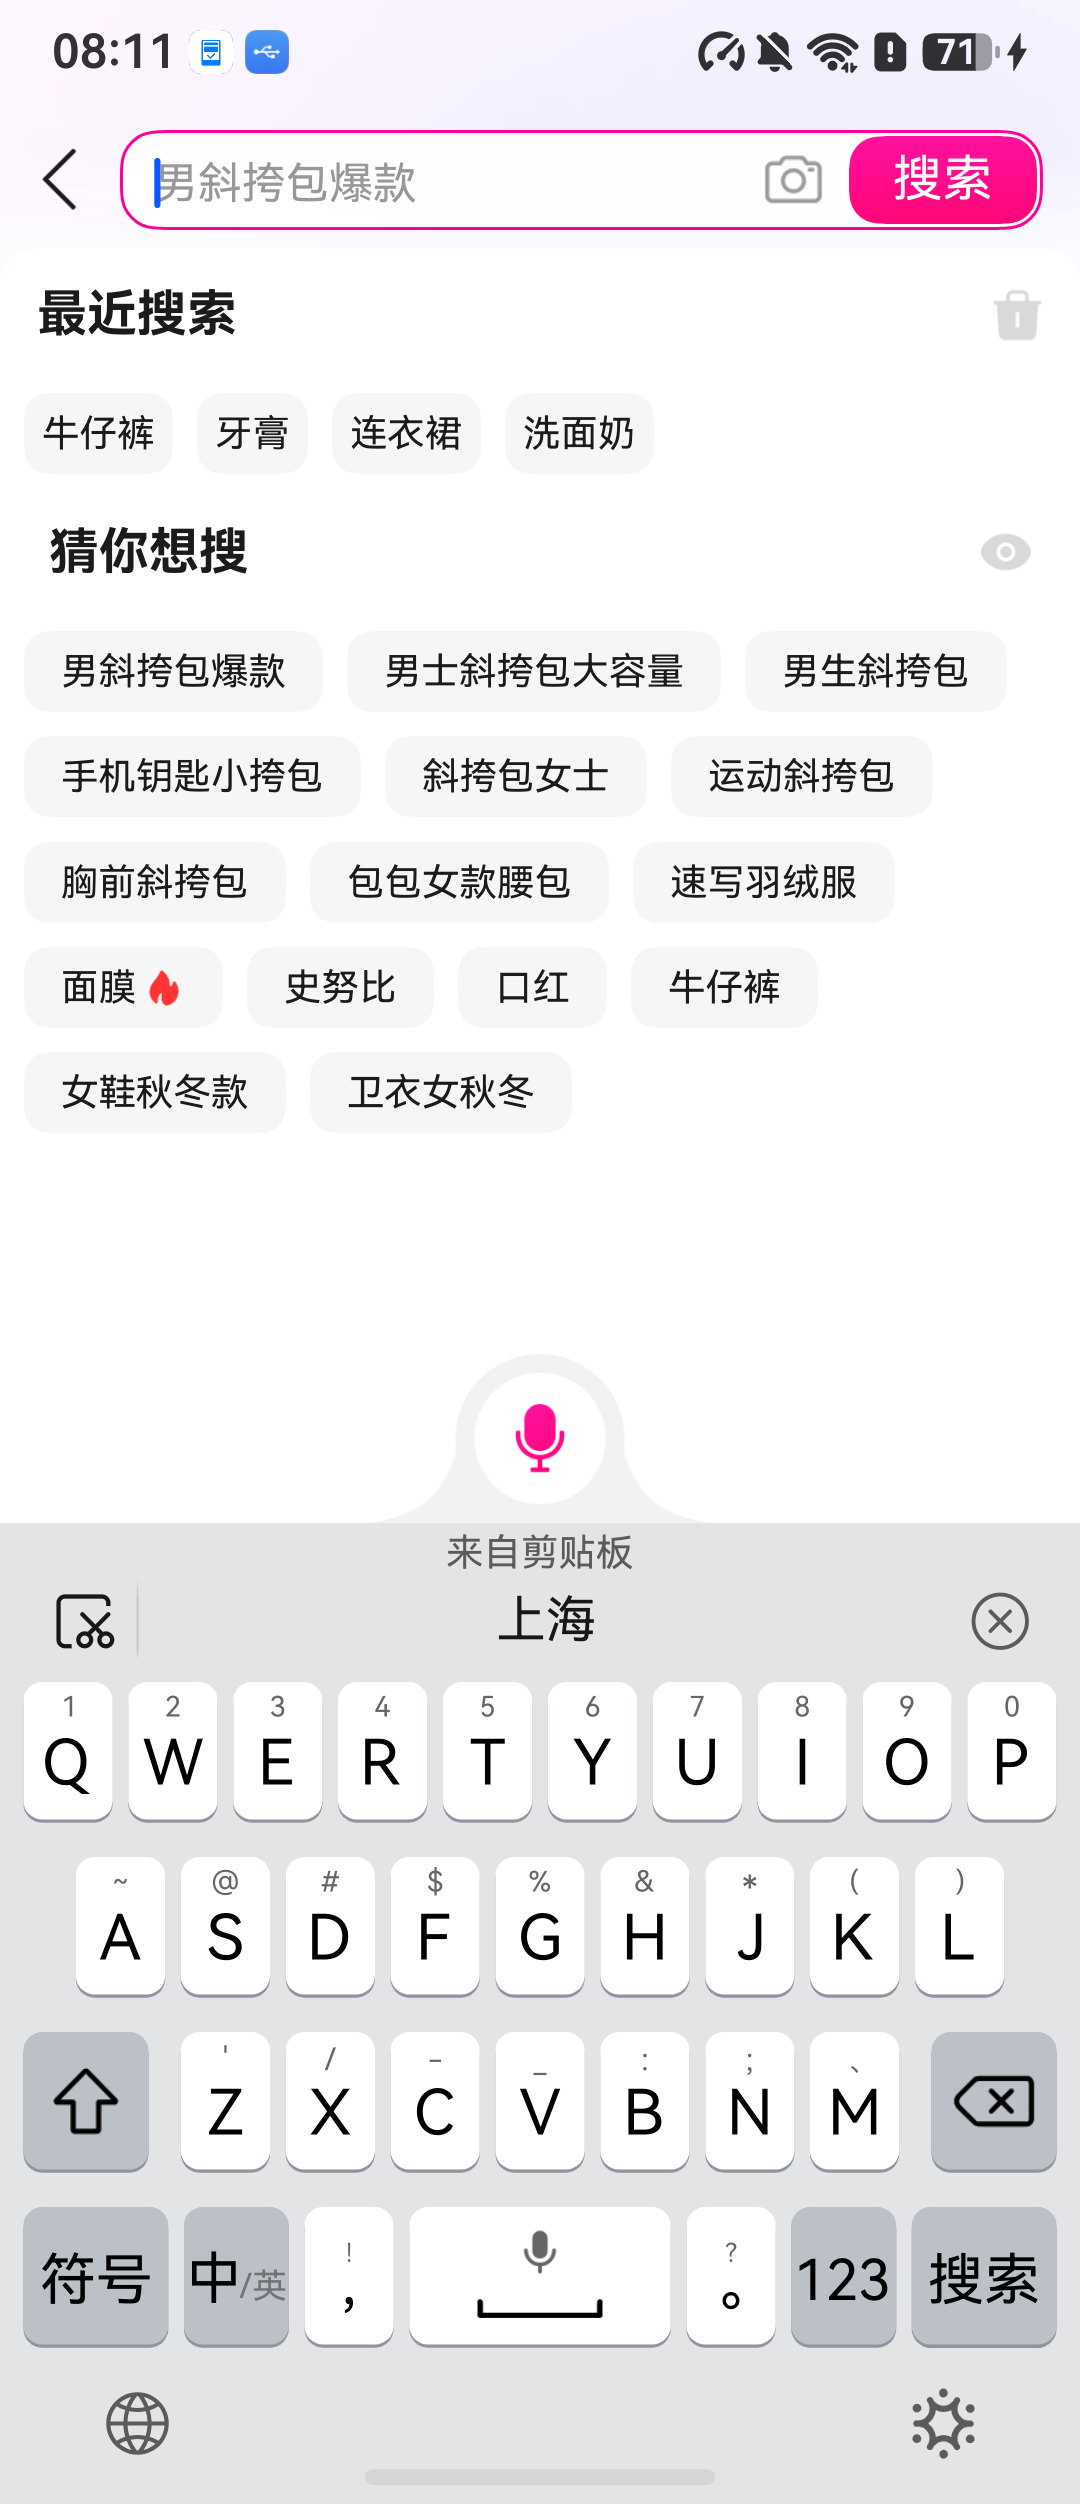 08:11 71
男斜挎包爆款 搜索
最近搜索
牛仔裤 牙膏 连衣裙 洗面奶
猜你想搜
男斜挎包爆款 男士斜挎包大容量 男生斜挎包
手机钥匙小挎包 斜挎包女士 运动斜挎包
胸前斜挎包 包包女款腰包 速写羽绒服
面膜 史努比 口红 牛仔裤
女鞋秋冬款 卫衣女秋冬
来自剪贴板
上海
1 2 3 4 5 6 7 8 9 0
Q W E R T Y U I O P
~ @ # $ % & * ( )
A S D F G H J K L
' / - _ : ; 、
Z X C V B N M
! ?
符号 中/英 , 。 123 搜索